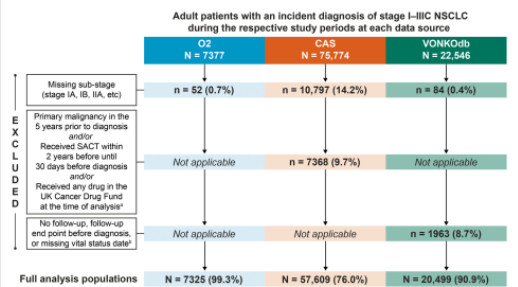 Adult patients with an incident diagnosis of stage I–IIIC NSCLC
during the respective study periods at each data source
O2
N = 7377
CAS
N = 75,774
VONKOdb
N = 22,546
EXCLUDED
Missing sub-stage
(stage IA, IB, IIA, etc)
n = 52 (0.7%)
n = 10,797 (14.2%)
n = 84 (0.4%)
Primary malignancy in the
5 years prior to diagnosis
and/or
Received SACT within
2 years before until
30 days before diagnosis
and/or
Received any drug in the
UK Cancer Drug Fund
at the time of analysisᵃ
Not applicable
n = 7368 (9.7%)
Not applicable
No follow-up, follow-up
end point before diagnosis,
or missing vital status dateᵇ
Not applicable
Not applicable
n = 1963 (8.7%)
Full analysis populations
N = 7325 (99.3%)
N = 57,609 (76.0%)
N = 20,499 (90.9%)